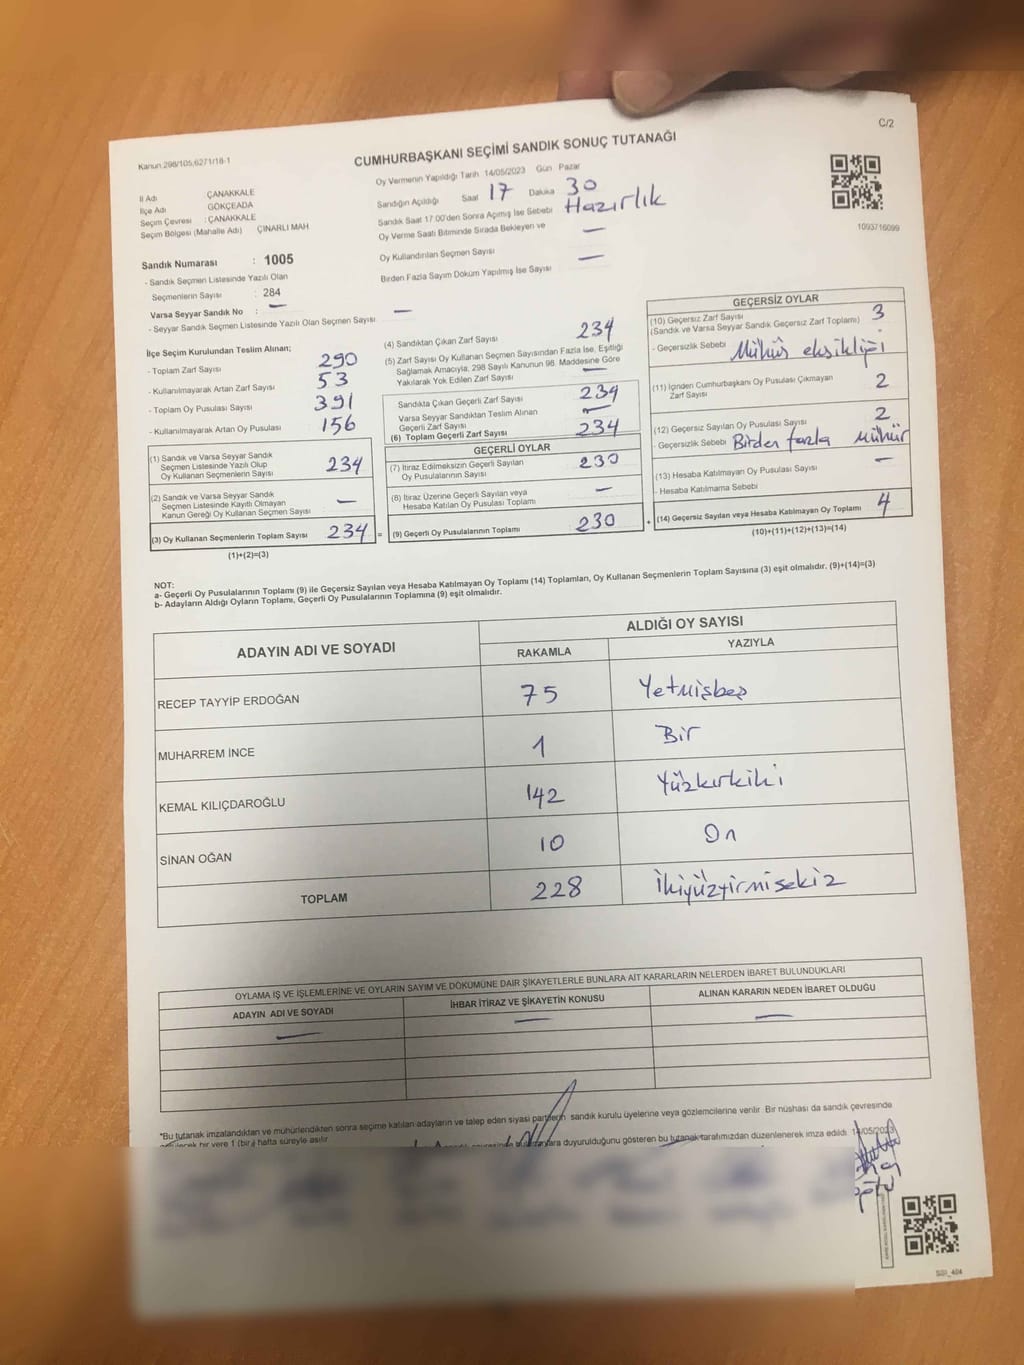 C/2
Kanun 298/105,6271/18-1
CUMHURBAŞKANI SEÇİMİ SANDIK SONUÇ TUTANAĞI
İl Adı ÇANAKKALE
İlçe Adı GÖKÇEADA
Seçim Çevresi : ÇANAKKALE
Seçim Bölgesi (Mahalle Adı) ÇINARLI MAH
Sandık Numarası : 1005
- Sandık Seçmen Listesinde Yazılı Olan
Seçmenlerin Sayısı : 284
Varsa Seyyar Sandık No : —
- Seyyar Sandık Seçmen Listesinde Yazılı Olan Seçmen Sayısı —
Oy Vermenin Yapıldığı Tarih 14/05/2023 Gün Pazar
Sandığın Açıldığı Saat 17 Dakika 30
Sandık Saat 17:00'den Sonra Açımış İse Sebebi Hazırlık
Oy Verme Saati Bitiminde Sırada Bekleyen ve
Oy Kullandırılan Seçmen Sayısı —
Birden Fazla Sayım Döküm Yapılmış İse Sayısı —
1093716099
İlçe Seçim Kurulundan Teslim Alınan;
- Toplam Zarf Sayısı 290
- Kullanılmayarak Artan Zarf Sayısı 53
- Toplam Oy Pusulası Sayısı 391
- Kullanılmayarak Artan Oy Pusulası 156
(1) Sandık ve Varsa Seyyar Sandık
Seçmen Listesinde Yazılı Olup
Oy Kullanan Seçmenlerin Sayısı 234
(2) Sandık ve Varsa Seyyar Sandık
Seçmen Listesinde Kayıtlı Olmayan
Kanun Gereği Oy Kullanan Seçmen Sayısı —
(3) Oy Kullanan Seçmenlerin Toplam Sayısı 234 =
(1)+(2)=(3)
(4) Sandıktan Çıkan Zarf Sayısı 234
(5) Zarf Sayısı Oy Kullanan Seçmen Sayısından Fazla İse, Eşitliği
Sağlamak Amacıyla, 298 Sayılı Kanunun 98. Maddesine Göre
Yakılarak Yok Edilen Zarf Sayısı —
Sandıkta Çıkan Geçerli Zarf Sayısı 234
Varsa Seyyar Sandıktan Teslim Alınan
Geçerli Zarf Sayısı —
(6) Toplam Geçerli Zarf Sayısı 234
GEÇERLİ OYLAR
(7) İtiraz Edilmeksizin Geçerli Sayılan
Oy Pusulalarının Sayısı 230
(8) İtiraz Üzerine Geçerli Sayılan veya
Hesaba Katılan Oy Pusulası Toplamı —
(9) Geçerli Oy Pusulalarının Toplamı 230 +
GEÇERSİZ OYLAR
(10) Geçersiz Zarf Sayısı 3
(Sandık ve Varsa Seyyar Sandık Geçersiz Zarf Toplamı)
- Geçersizlik Sebebi Mühür eksikliği
(11) İçinden Cumhurbaşkanı Oy Pusulası Çıkmayan
Zarf Sayısı 2
(12) Geçersiz Sayılan Oy Pusulası Sayısı 2
- Geçersizlik Sebebi Birden fazla mühür
(13) Hesaba Katılmayan Oy Pusulası Sayısı —
- Hesaba Katılmama Sebebi
(14) Geçersiz Sayılan veya Hesaba Katılmayan Oy Toplamı 4
(10)+(11)+(12)+(13)=(14)
NOT:
a- Geçerli Oy Pusulalarının Toplamı (9) ile Geçersiz Sayılan veya Hesaba Katılmayan Oy Toplamı (14) Toplamları, Oy Kullanan Seçmenlerin Toplam Sayısına (3) eşit olmalıdır. (9)+(14)=(3)
b- Adayların Aldığı Oyların Toplamı, Geçerli Oy Pusulalarının Toplamına (9) eşit olmalıdır.
ADAYIN ADI VE SOYADI
ALDIĞI OY SAYISI
RAKAMLA YAZIYLA
RECEP TAYYİP ERDOĞAN 75 Yetmişbeş
MUHARREM İNCE 1 Bir
KEMAL KILIÇDAROĞLU 142 Yüzkırkiki
SİNAN OĞAN 10 On
TOPLAM 228 İkiyüzyirmisekiz
OYLAMA İŞ VE İŞLEMLERİNE VE OYLARIN SAYIM VE DÖKÜMÜNE DAİR ŞİKAYETLERLE BUNLARA AİT KARARLARIN NELERDEN İBARET BULUNDUKLARI
ADAYIN ADI VE SOYADI İHBAR İTİRAZ VE ŞİKAYETİN KONUSU ALINAN KARARIN NEDEN İBARET OLDUĞU
— — —
*Bu tutanak imzalandıktan ve mühürlendikten sonra seçime katılan adayların ve talep eden siyasi partilerin sandık kurulu üyelerine veya gözlemcilerine verilir. Bir nüshası da sandık çevresinde
bir yere 1 (bir) hafta süreyle asılır. duyurulduğunu gösteren bu tutanak tarafımızdan düzenlenerek imza edildi. 14/05/2023